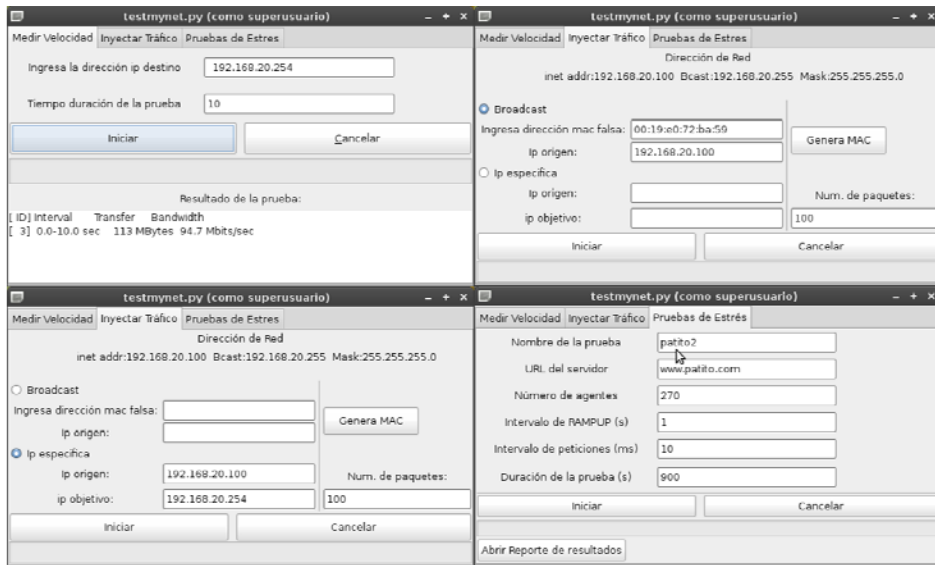 testmynet.py (como superusuario)
Medir Velocidad Inyectar Tráfico Pruebas de Estres
Ingresa la dirección ip destino 192.168.20.254
Tiempo duración de la prueba 10
Iniciar Cancelar
Resultado de la prueba:
[ ID] Interval Transfer Bandwidth
[ 3] 0.0-10.0 sec 113 MBytes 94.7 Mbits/sec
testmynet.py (como superusuario)
Medir Velocidad Inyectar Tráfico Pruebas de Estres
Dirección de Red
inet addr:192.168.20.100 Bcast:192.168.20.255 Mask:255.255.255.0
Broadcast
Ingresa dirección mac falsa: 00:19:e0:72:ba:59
Genera MAC
Ip origen: 192.168.20.100
Ip especifica
Ip origen:
Num. de paquetes:
ip objetivo: 100
Iniciar Cancelar
testmynet.py (como superusuario)
Medir Velocidad Inyectar Tráfico Pruebas de Estres
Dirección de Red
inet addr:192.168.20.100 Bcast:192.168.20.255 Mask:255.255.255.0
Broadcast
Ingresa dirección mac falsa:
Genera MAC
Ip origen:
Ip especifica
Ip origen: 192.168.20.100 Num. de paquetes:
ip objetivo: 192.168.20.254 100
Iniciar Cancelar
testmynet.py (como superusuario)
Medir Velocidad Inyectar Tráfico Pruebas de Estrés
Nombre de la prueba patito2
URL del servidor www.patito.com
Número de agentes 270
Intervalo de RAMPUP (s) 1
Intervalo de peticiones (ms) 10
Duración de la prueba (s) 900
Iniciar Cancelar
Abrir Reporte de resultados